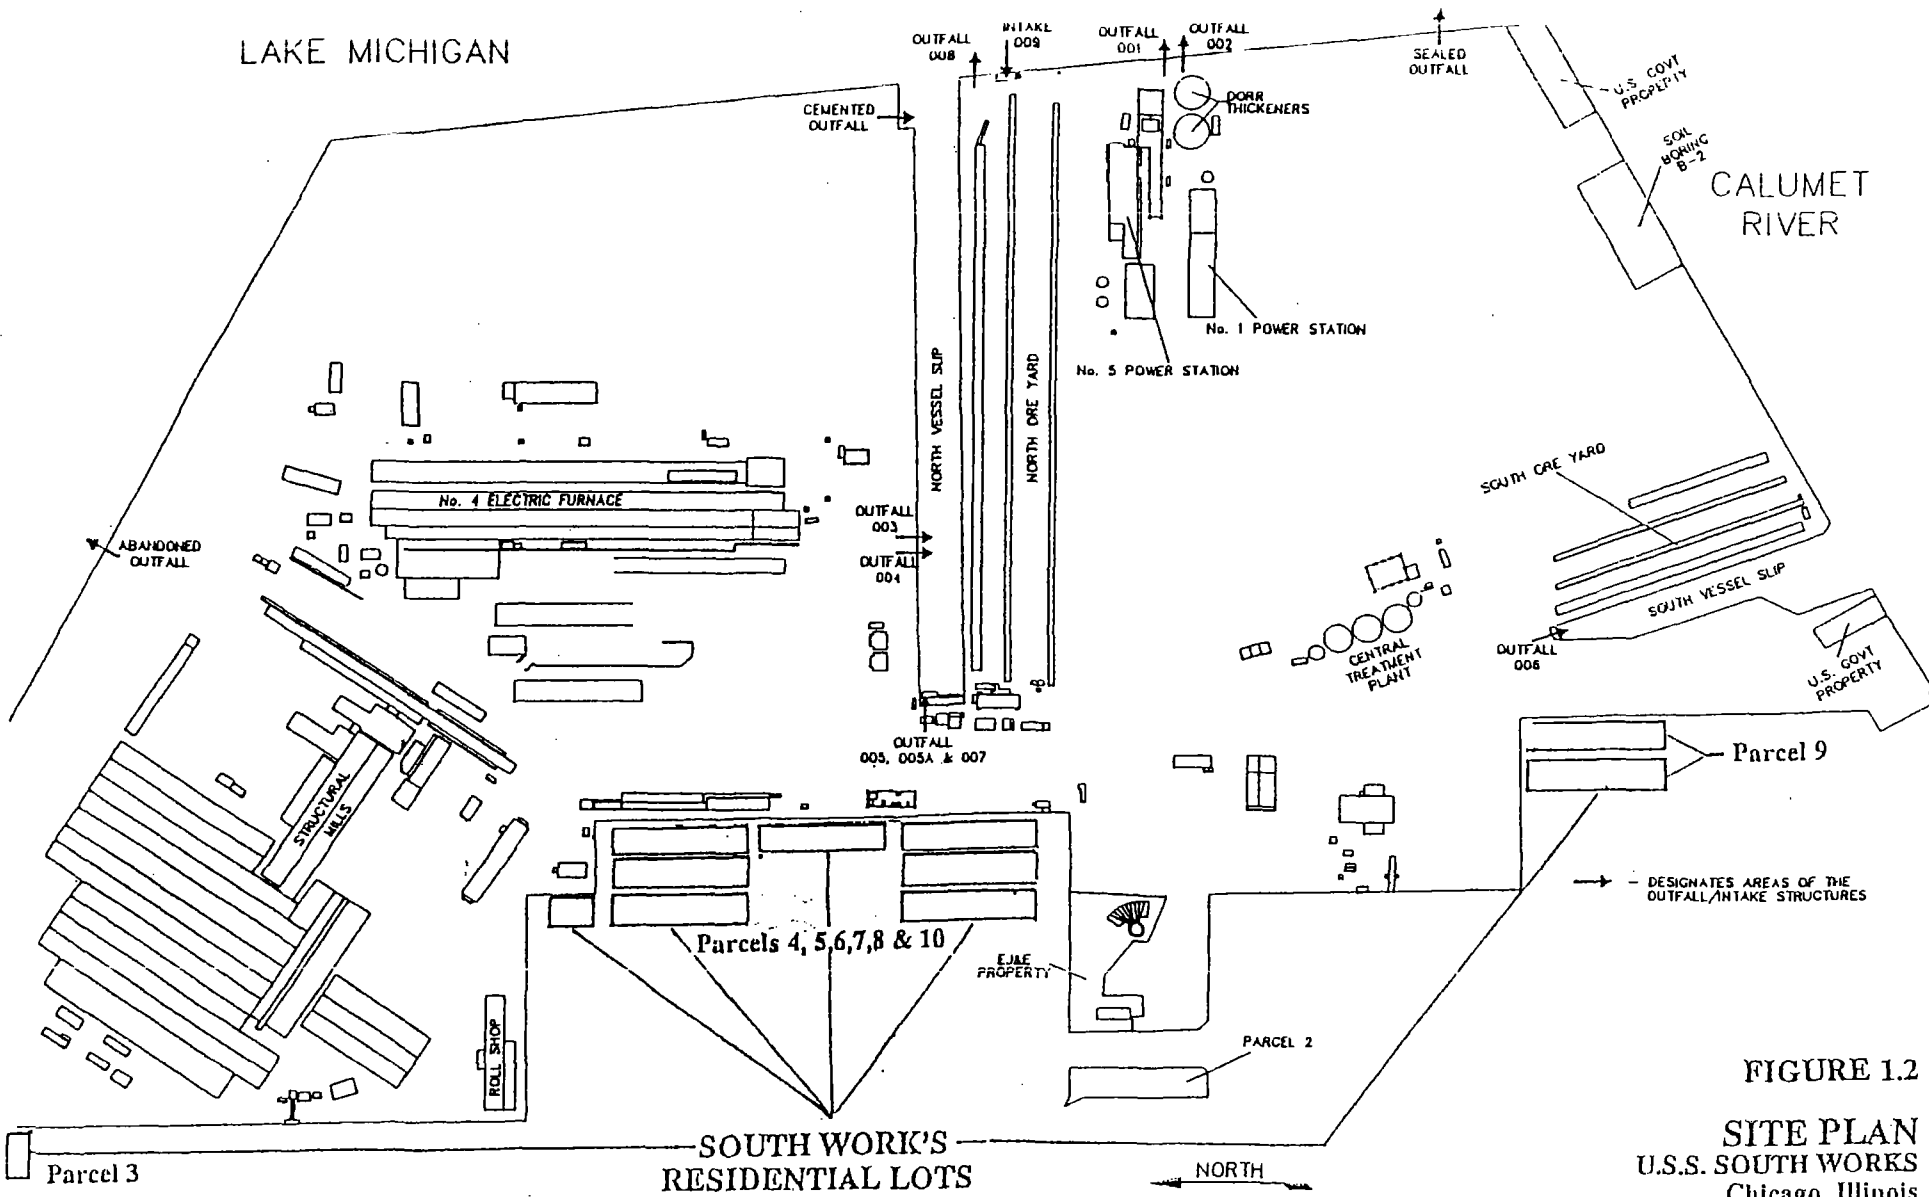 LAKE MICHIGAN
OUTFALL
008
INTAKE
009
OUTFALL
001
OUTFALL
002
SEALED
OUTFALL
U.S. GOVT
PROPERTY
CEMENTED
OUTFALL
DORR
THICKENERS
SOIL
BORING
B-2
CALUMET
RIVER
No. 1 POWER STATION
No. 5 POWER STATION
NORTH VESSEL SLIP
NORTH ORE YARD
No. 4 ELECTRIC FURNACE
SOUTH ORE YARD
OUTFALL
003
OUTFALL
004
ABANDONED
OUTFALL
SOUTH VESSEL SLIP
OUTFALL
006
CENTRAL
TREATMENT
PLANT
U.S. GOVT
PROPERTY
OUTFALL
005, 005A & 007
Parcel 9
STRUCTURAL
MILLS
- DESIGNATES AREAS OF THE
OUTFALL/INTAKE STRUCTURES
Parcels 4, 5,6,7,8 & 10
EJ&E
PROPERTY
ROLL SHOP
PARCEL 2
FIGURE 1.2
SITE PLAN
U.S.S. SOUTH WORKS
Chicago, Illinois
SOUTH WORK'S
RESIDENTIAL LOTS
NORTH
Parcel 3